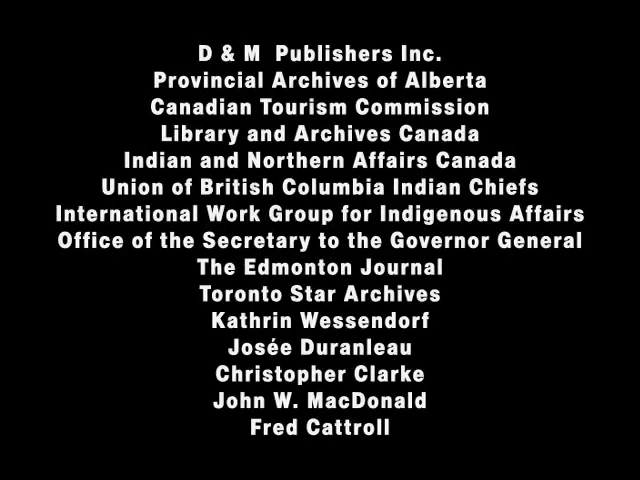 D & M Publishers Inc.
Provincial Archives of Alberta
Canadian Tourism Commission
Library and Archives Canada
Indian and Northern Affairs Canada
Union of British Columbia Indian Chiefs
International Work Group for Indigenous Affairs
Office of the Secretary to the Governor General
The Edmonton Journal
Toronto Star Archives
Kathrin Wessendorf
Josée Duranleau
Christopher Clarke
John W. MacDonald
Fred Cattroll